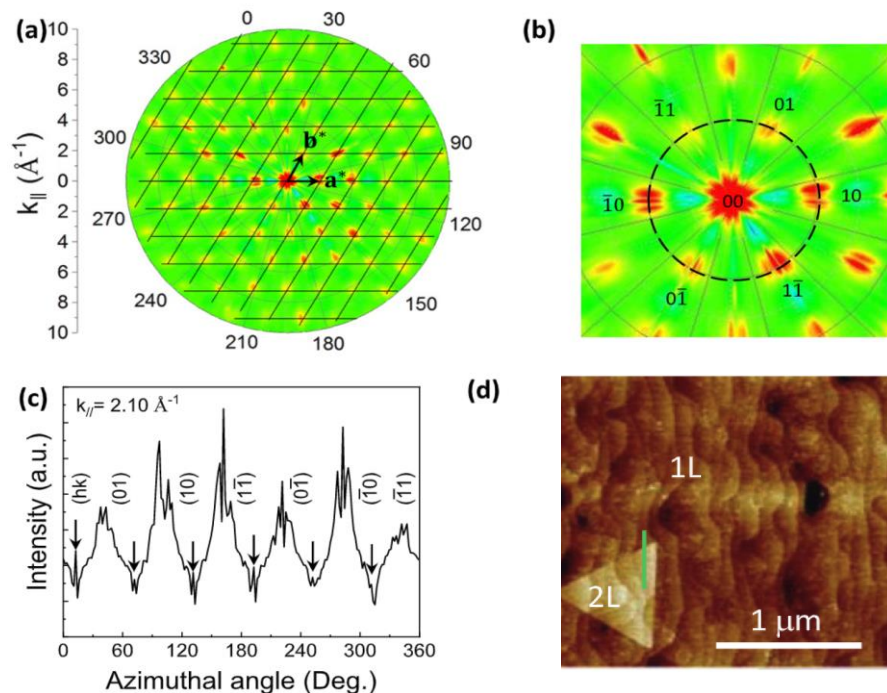 (a)
k∥ (Å⁻¹)
10
8
6
4
2
0
2
4
6
8
10
0
30
60
90
120
150
180
210
240
270
300
330
b*
a*
(b)
1̅1
01
1̅0
00
10
01̅
11̅
(c)
k//= 2.10 Å⁻¹
Intensity (a.u.)
(hk)
(01)
(10)
(11̅)
(01̅)
(1̅0)
(1̅1)
0 60 120 180 240 300 360
Azimuthal angle (Deg.)
(d)
1L
2L
1 μm